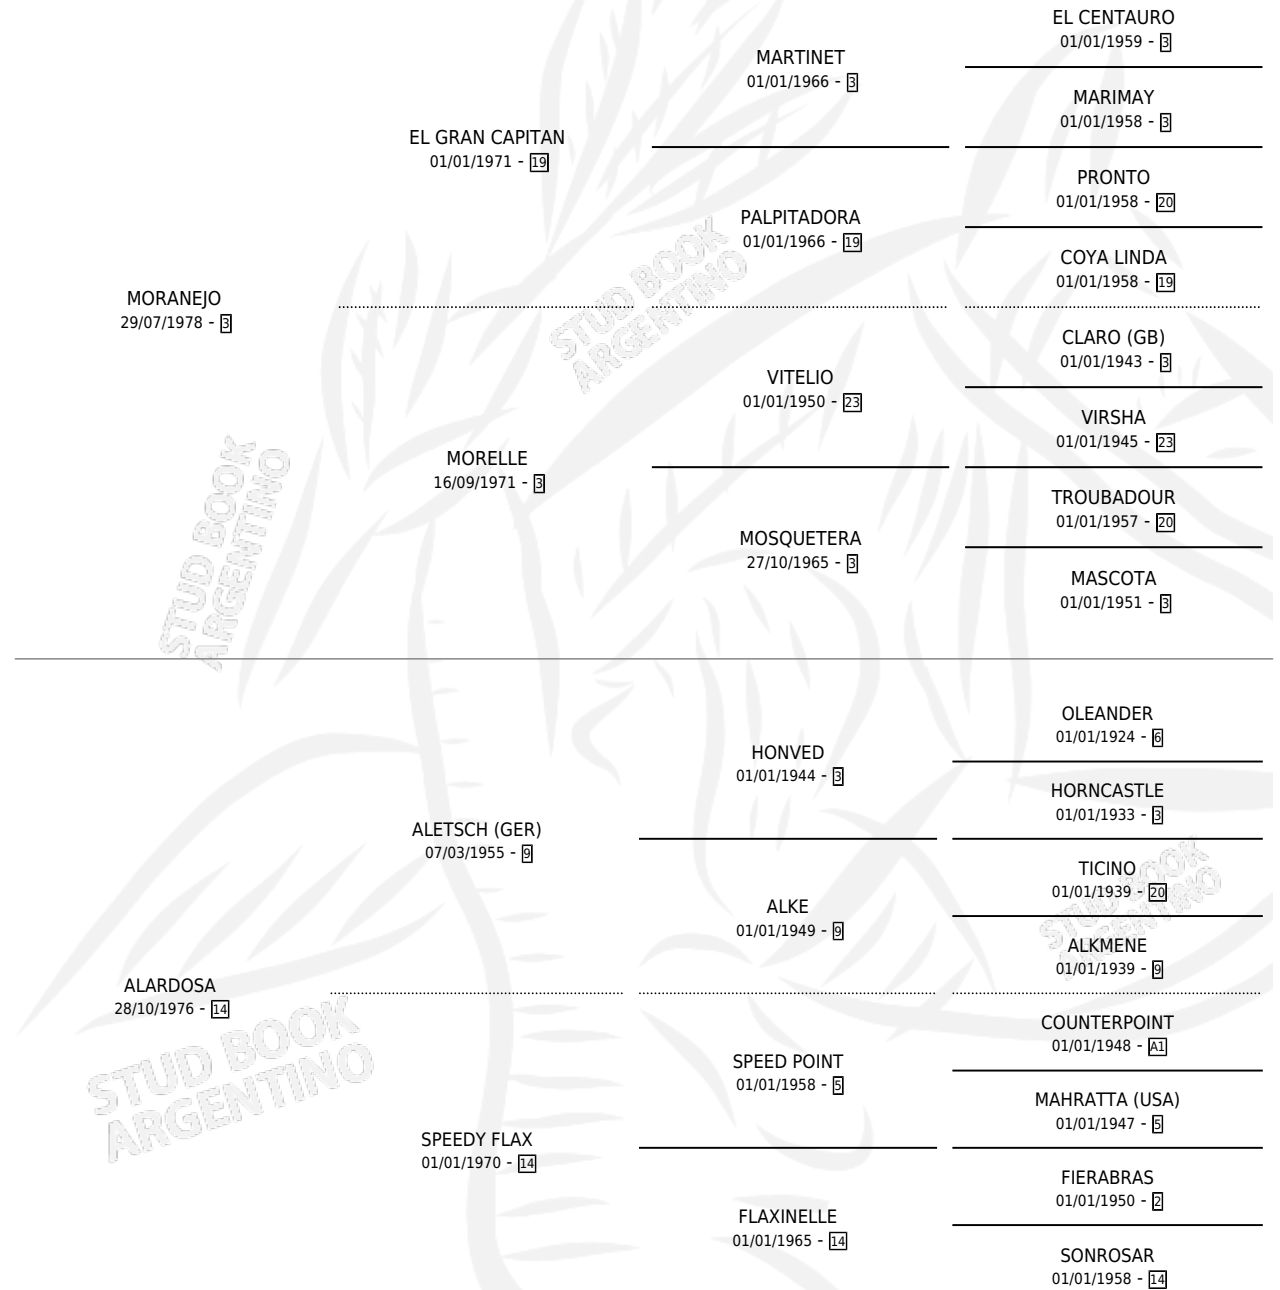 EL CENTAURO
01/01/1959 - 3
MARTINET
01/01/1966 - 3
MARIMAY
01/01/1958 - 3
EL GRAN CAPITAN
01/01/1971 - 19
PRONTO
01/01/1958 - 20
PALPITADORA
01/01/1966 - 19
COYA LINDA
01/01/1958 - 19
MORANEJO
29/07/1978 - 3
STUD BOOK
ARGENTINO
CLARO (GB)
01/01/1943 - 3
VITELIO
01/01/1950 - 23
VIRSHA
01/01/1945 - 23
MORELLE
16/09/1971 - 3
TROUBADOUR
01/01/1957 - 20
MOSQUETERA
27/10/1965 - 3
MASCOTA
01/01/1951 - 3
STUD BOOK
ARGENTINO
OLEANDER
01/01/1924 - 6
HONVED
01/01/1944 - 3
HORNCASTLE
01/01/1933 - 3
ALETSCH (GER)
07/03/1955 - 9
TICINO
01/01/1939 - 20
ALKE
01/01/1949 - 9
ALKMENE
01/01/1939 - 9
STUD BOOK
ARGENTINO
ALARDOSA
28/10/1976 - 14
STUD BOOK
ARGENTINO
COUNTERPOINT
01/01/1948 - A1
SPEED POINT
01/01/1958 - 5
MAHRATTA (USA)
01/01/1947 - 5
SPEEDY FLAX
01/01/1970 - 14
FIERABRAS
01/01/1950 - 2
FLAXINELLE
01/01/1965 - 14
SONROSAR
01/01/1958 - 14